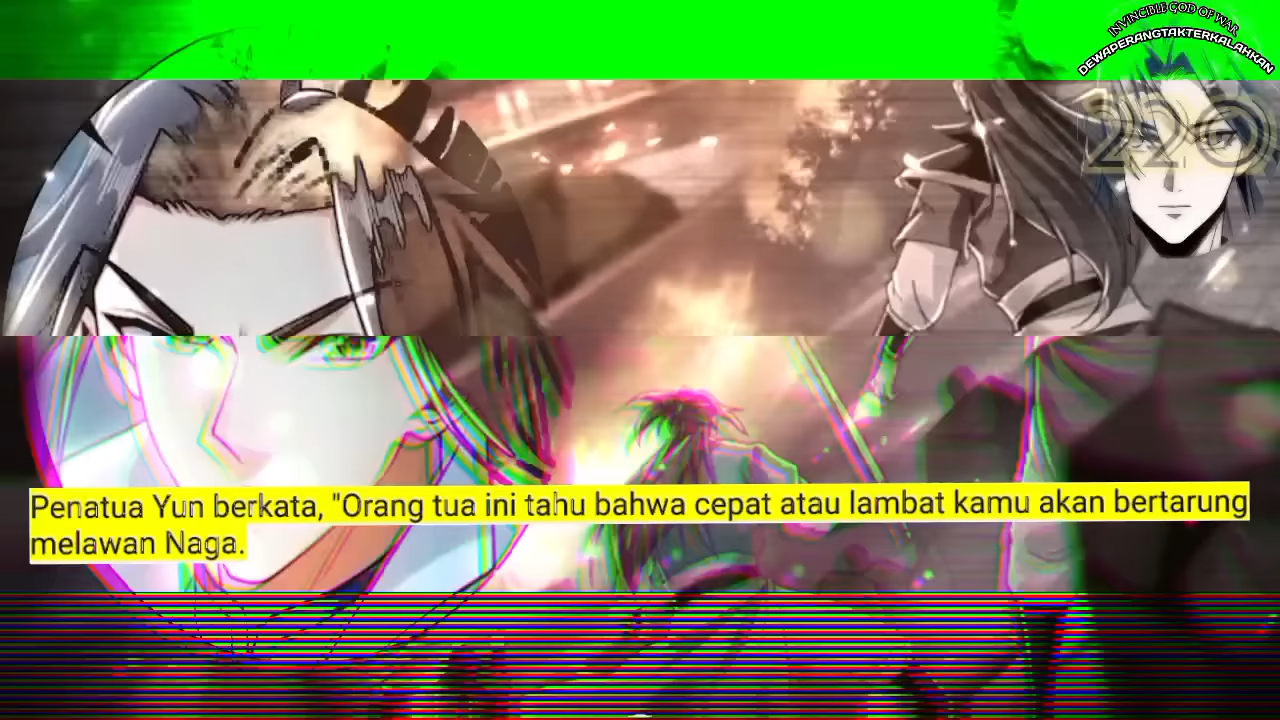 INVINCIBLE GOD OF WAR
DEWAPERANGTAKTERKALAHKAN
220
Penatua Yun berkata, "Orang tua ini tahu bahwa cepat atau lambat kamu akan bertarung
melawan Naga.